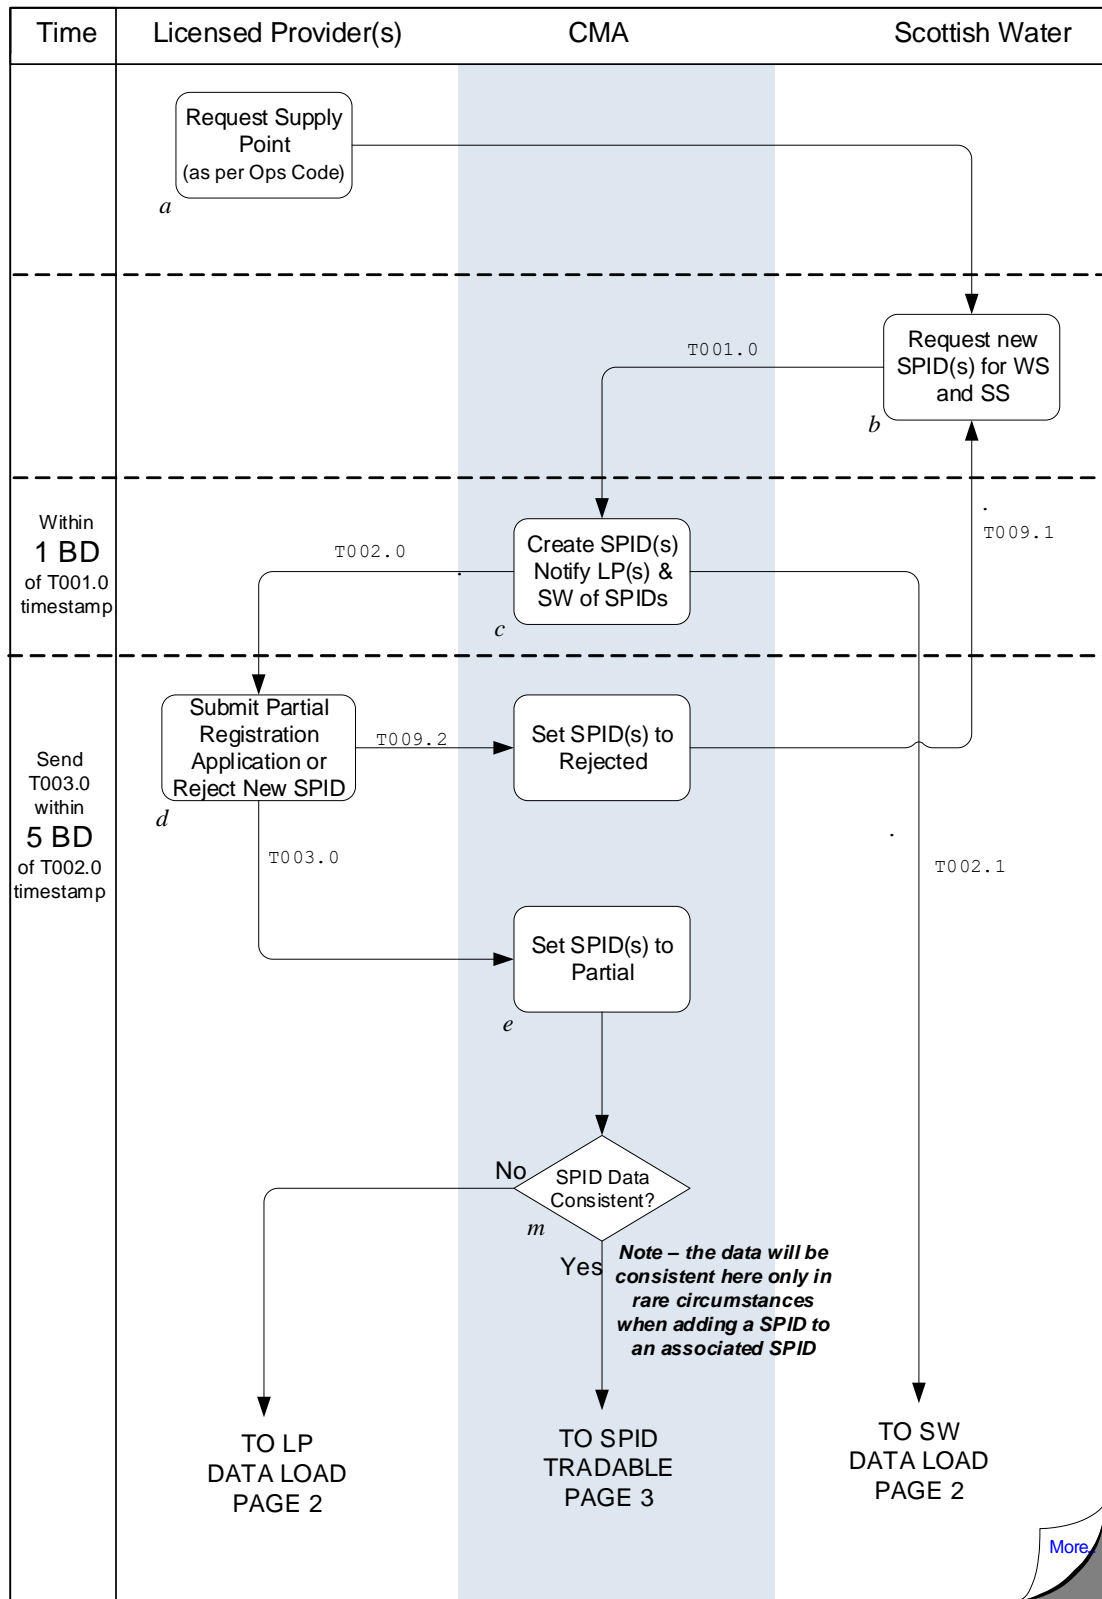 Time
Licensed Provider(s)
CMA
Scottish Water
Request Supply
Point
(as per Ops Code)
a
Request new
SPID(s) for WS
and SS
b
T001.0
Within
1 BD
of T001.0
timestamp
T002.0
Create SPID(s)
Notify LP(s) &
SW of SPIDs
c
T009.1
Send
T003.0
within
5 BD
of T002.0
timestamp
Submit Partial
Registration
Application or
Reject New SPID
d
T009.2
Set SPID(s) to
Rejected
T003.0
T002.1
Set SPID(s) to
Partial
e
No
SPID Data
Consistent?
m
Yes
Note – the data will be
consistent here only in
rare circumstances
when adding a SPID to
an associated SPID
TO LP
DATA LOAD
PAGE 2
TO SPID
TRADABLE
PAGE 3
TO SW
DATA LOAD
PAGE 2
More..